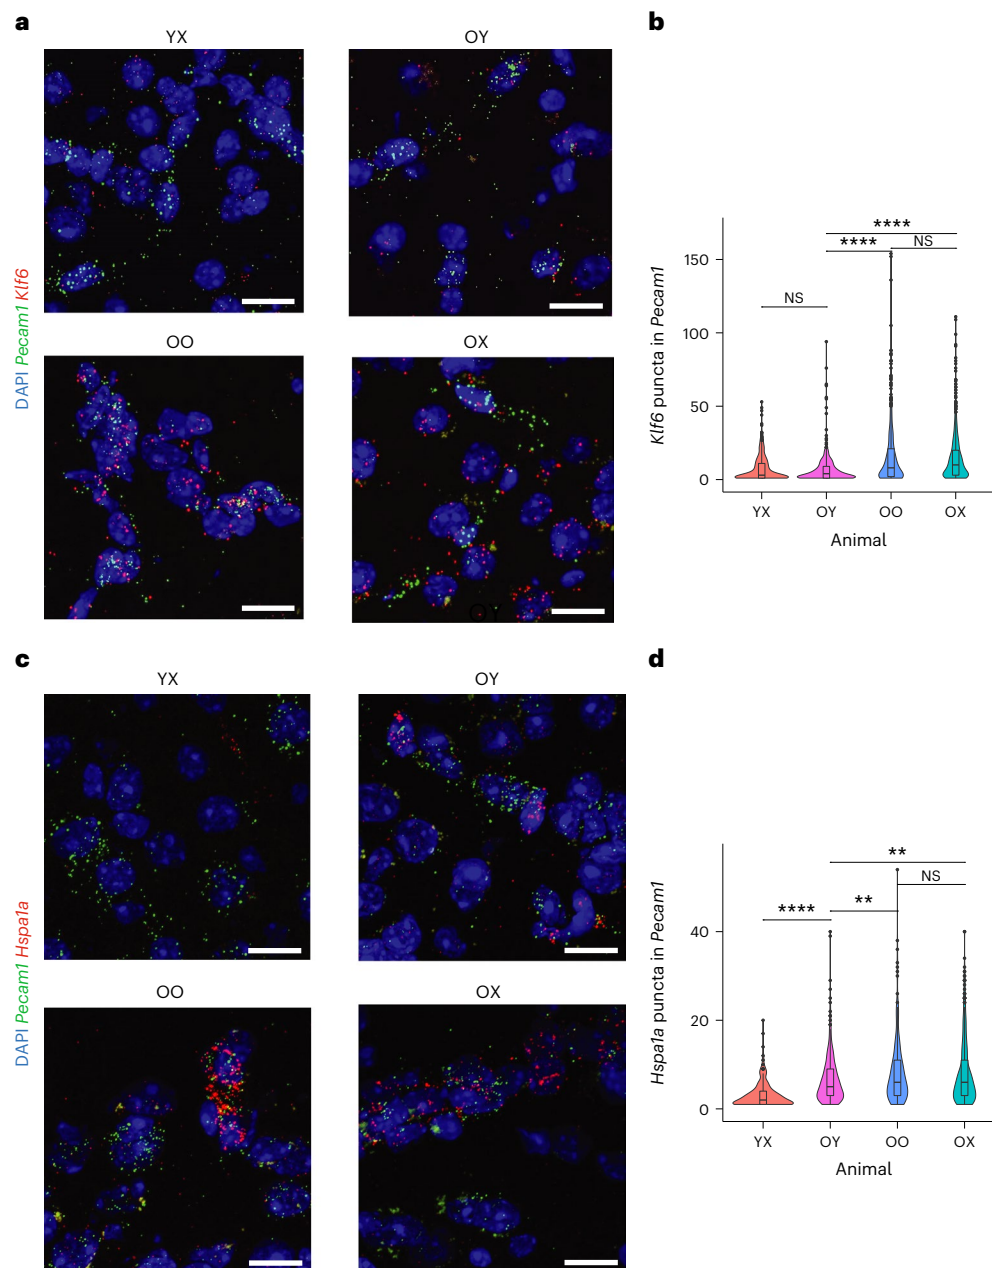 a
YX
OY
DAPI Pecam1 Klf6
OO
OX
OY
b
Klf6 puncta in Pecam1
150
100
50
0
****
****
NS
NS
YX
OY
OO
OX
Animal
c
YX
OY
DAPI Pecam1 Hspa1a
OO
OX
d
Hspa1a puncta in Pecam1
40
20
0
**
NS
**
****
YX
OY
OO
OX
Animal